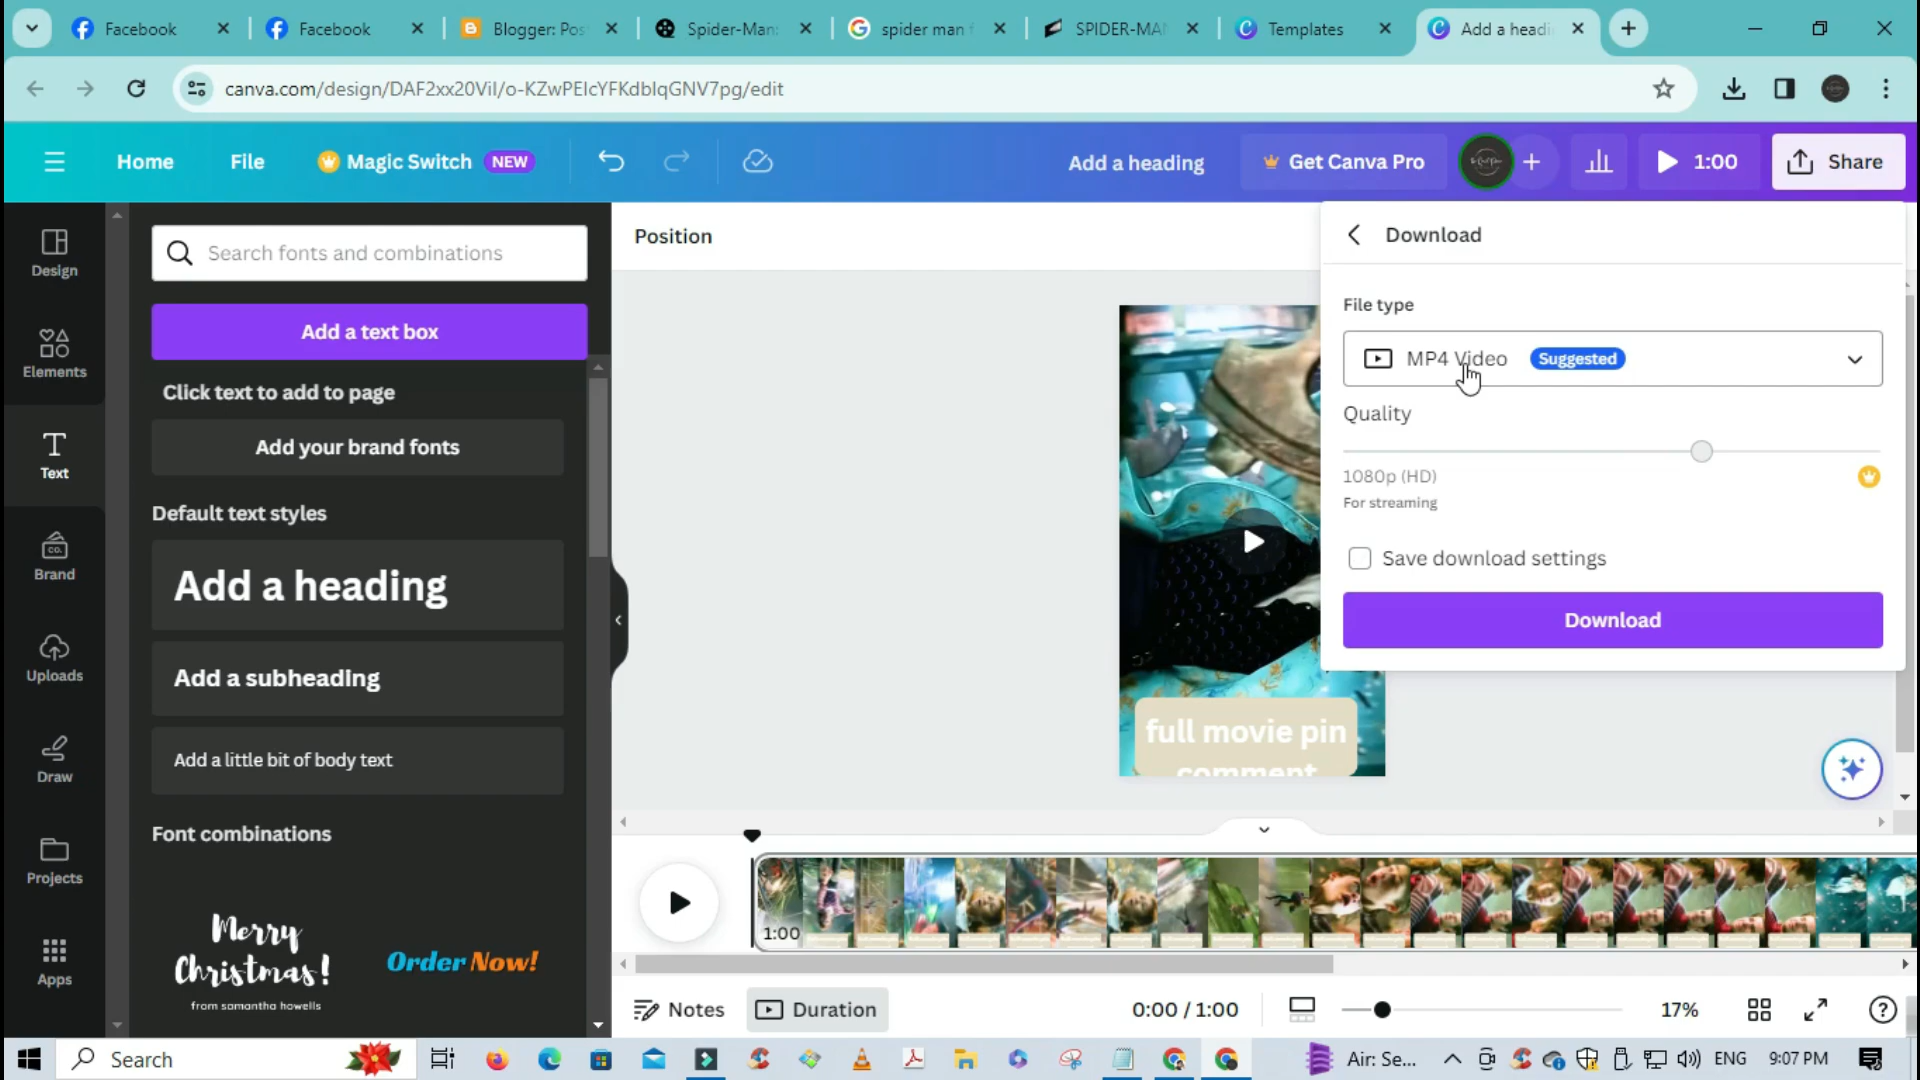 Facebook
Facebook
Blogger: Pos
Spider-Man:
spider man f
SPIDER-MAN
Templates
Add a headi
canva.com/design/DAF2xx20ViI/o-KZwPEIcYFKdbIqGNV7pg/edit
Home
File
Magic Switch
NEW
Add a heading
Get Canva Pro
1:00
Share
Design
Elements
Text
Brand
CO.
Uploads
Draw
Projects
Apps
Search fonts and combinations
Add a text box
Click text to add to page
Add your brand fonts
Default text styles
Add a heading
Add a subheading
Add a little bit of body text
Font combinations
Merry
Christmas!
from samantha howells
Order Now!
Position
Download
File type
MP4 Video
Suggested
Quality
1080p (HD)
For streaming
Save download settings
Download
full movie pin
comment
1:00
Notes
Duration
0:00 / 1:00
17%
Search
Air: Se...
ENG
9:07 PM